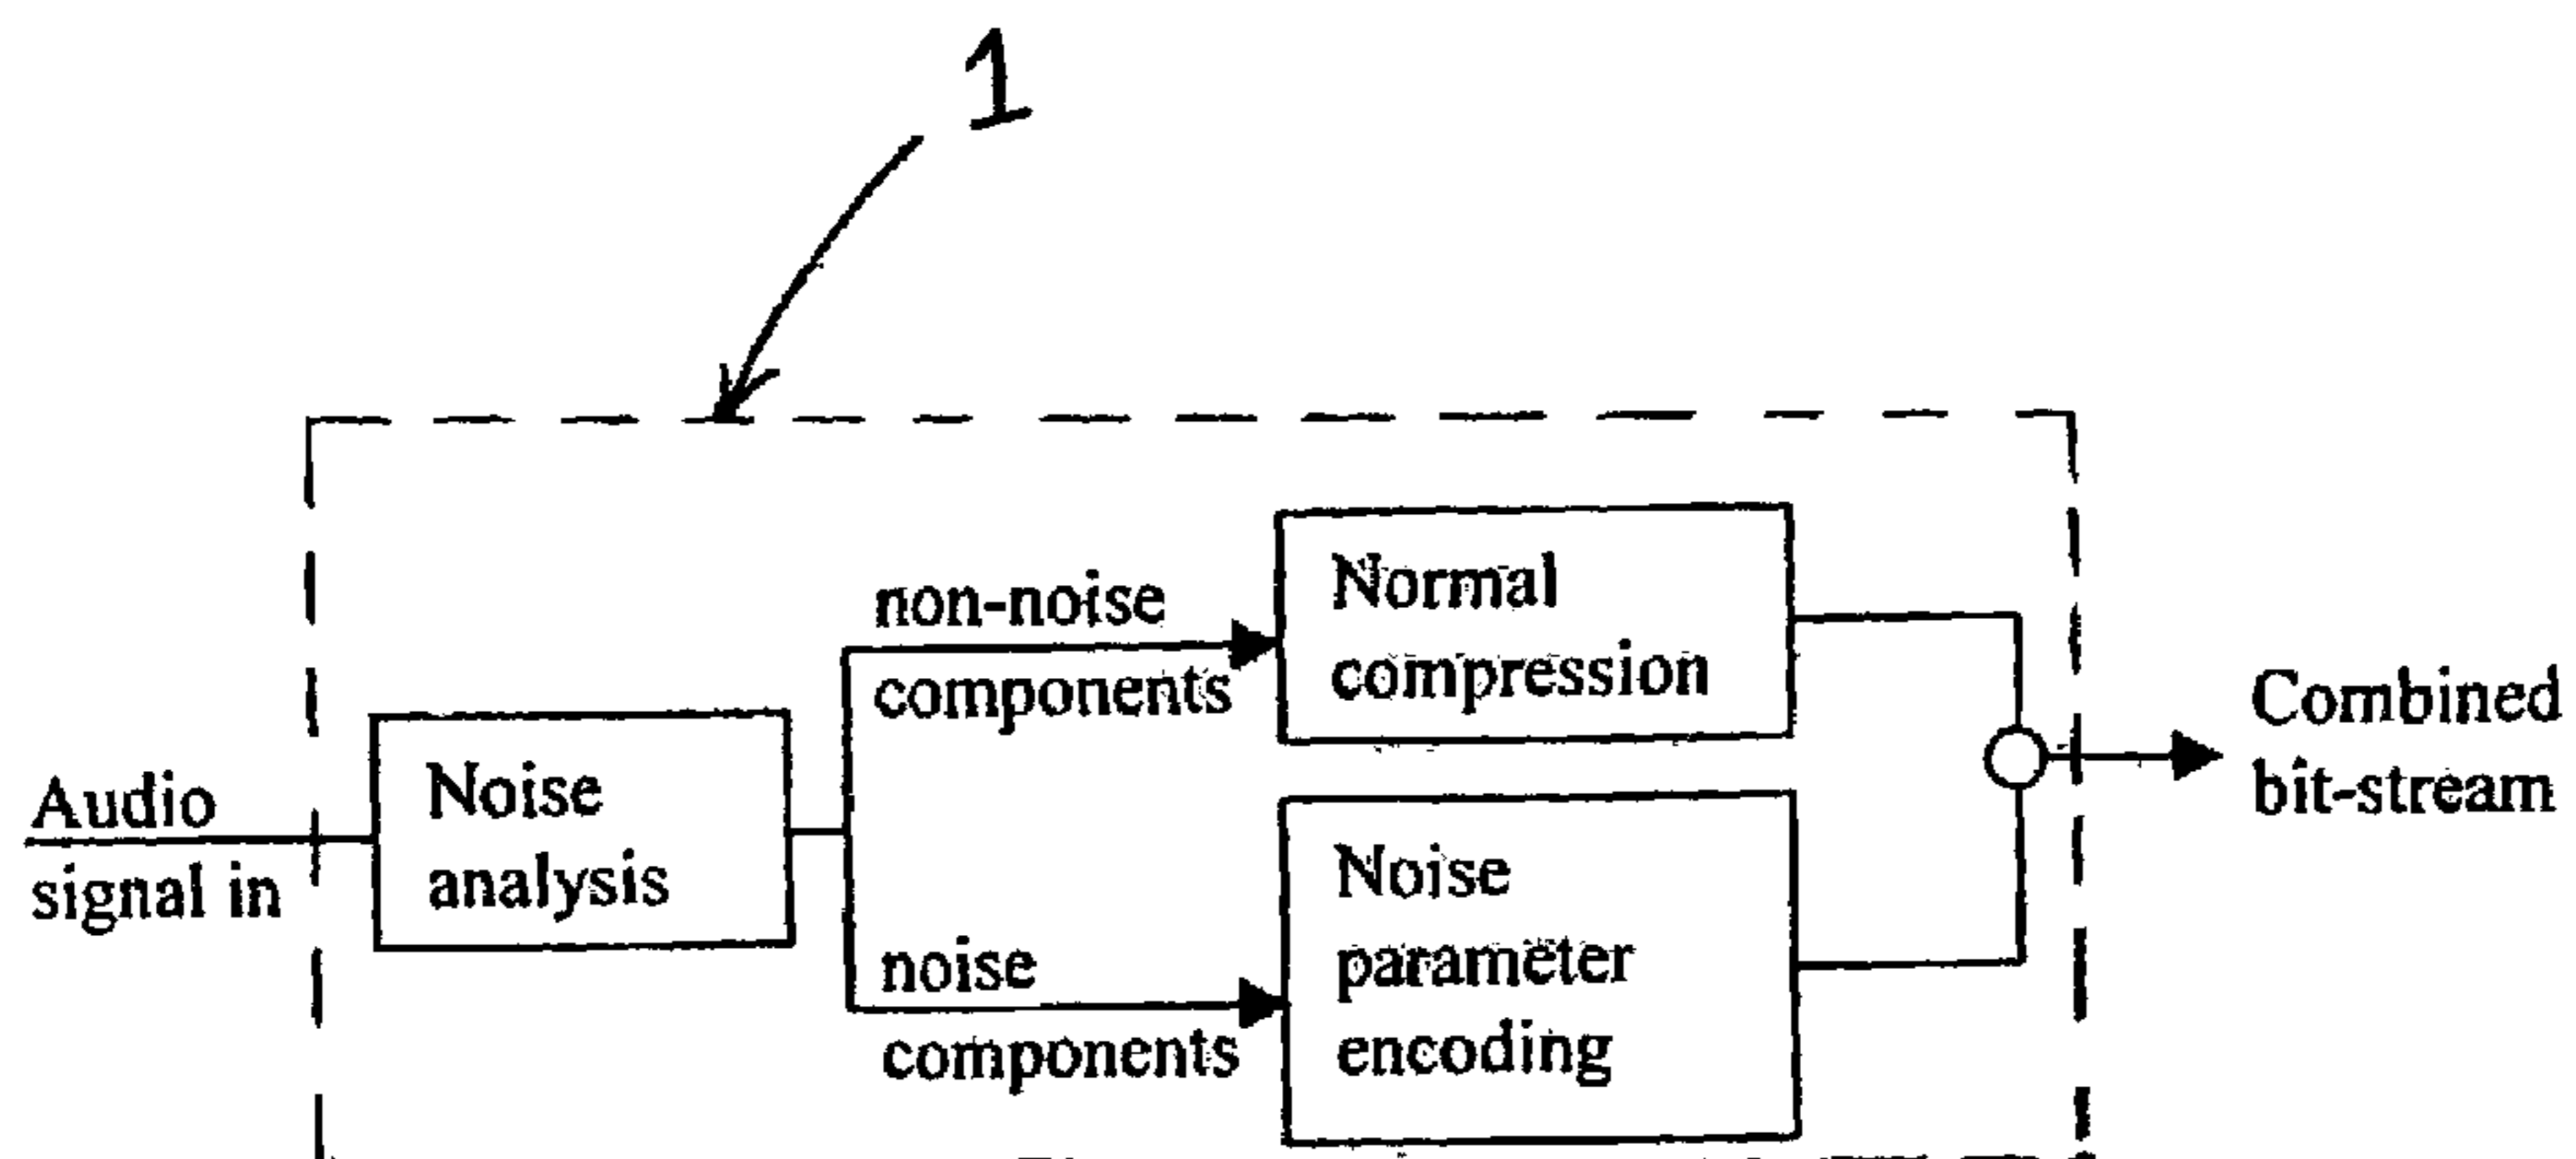 1
non-noise
components
Normal
compression
Audio
signal in
Noise
analysis
noise
components
Noise
parameter
encoding
Combined
bit-stream